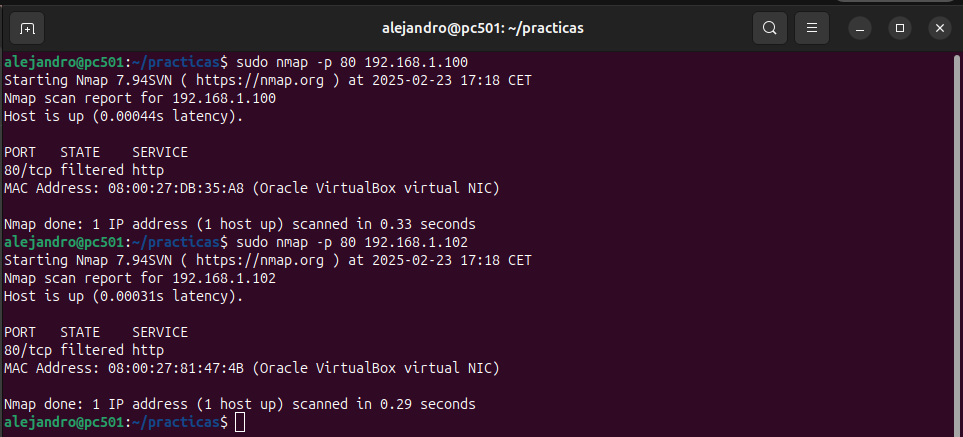 alejandro@pc501: ~/practicas
alejandro@pc501:~/practicas$ sudo nmap -p 80 192.168.1.100
Starting Nmap 7.94SVN ( https://nmap.org ) at 2025-02-23 17:18 CET
Nmap scan report for 192.168.1.100
Host is up (0.00044s latency).
PORT   STATE    SERVICE
80/tcp filtered http
MAC Address: 08:00:27:DB:35:A8 (Oracle VirtualBox virtual NIC)
Nmap done: 1 IP address (1 host up) scanned in 0.33 seconds
alejandro@pc501:~/practicas$ sudo nmap -p 80 192.168.1.102
Starting Nmap 7.94SVN ( https://nmap.org ) at 2025-02-23 17:18 CET
Nmap scan report for 192.168.1.102
Host is up (0.00031s latency).
PORT   STATE    SERVICE
80/tcp filtered http
MAC Address: 08:00:27:81:47:4B (Oracle VirtualBox virtual NIC)
Nmap done: 1 IP address (1 host up) scanned in 0.29 seconds
alejandro@pc501:~/practicas$